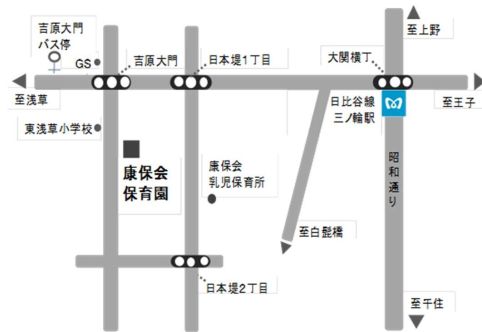 吉原大門
バス停
GS
吉原大門
日本堤1丁目
大関横丁
至上野
至浅草
日比谷線
三ノ輪駅
至王子
東浅草小学校
康保会
保育園
康保会
乳児保育所
昭和通り
至白髭橋
日本堤2丁目
至千住